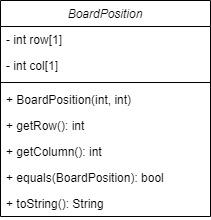 BoardPosition
- int row[1]
- int col[1]
+ BoardPosition(int, int)
+ getRow(): int
+ getColumn(): int
+ equals(BoardPosition): bool
+ toString(): String